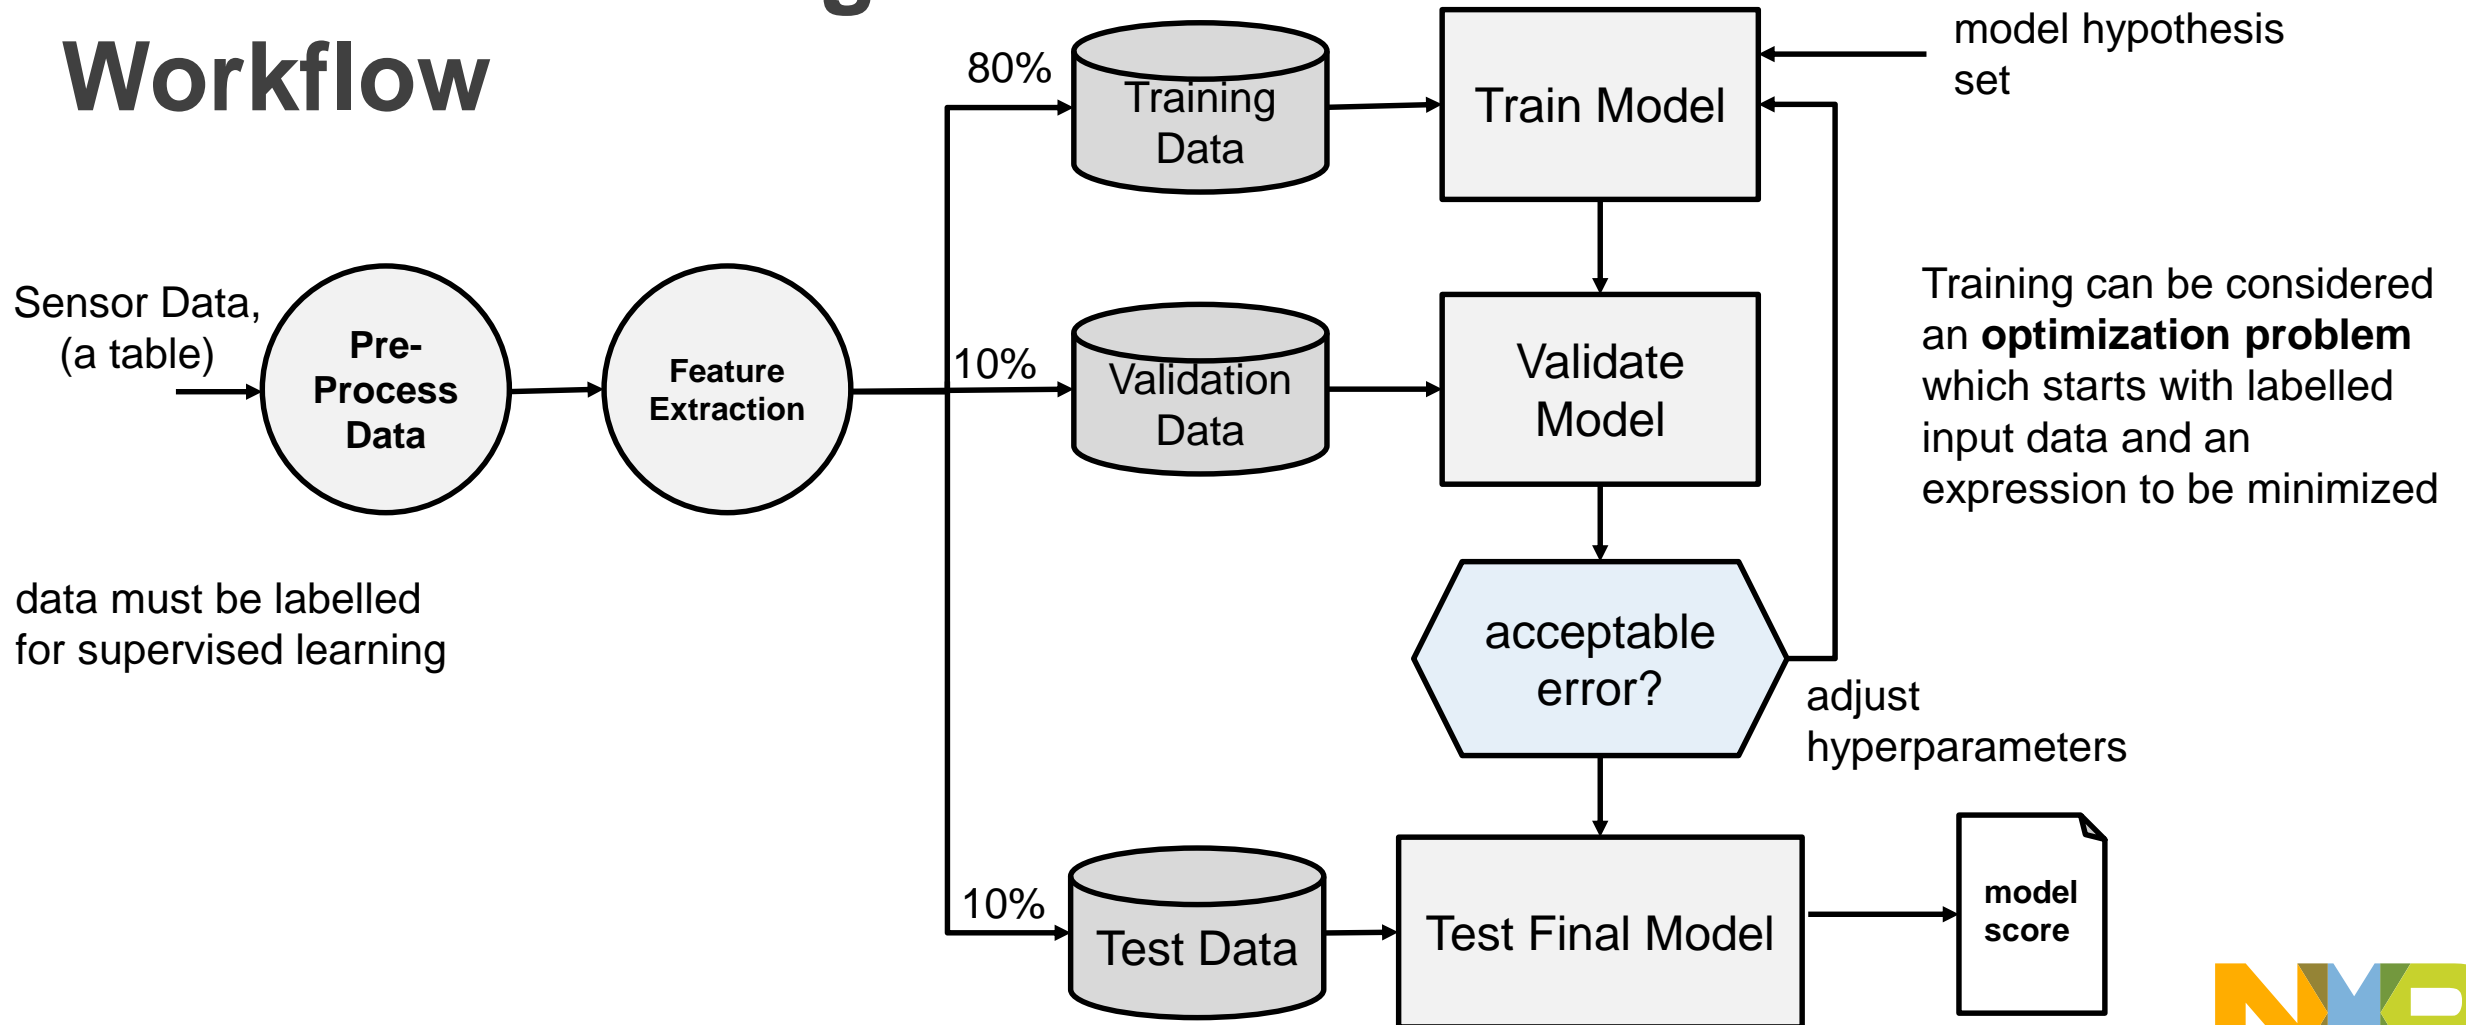 Workflow
80%
Training
Data
Train Model
model hypothesis
set
Sensor Data,
(a table)
Pre-
Process
Data
Feature
Extraction
10%
Validation
Data
Validate
Model
Training can be considered
an optimization problem
which starts with labelled
input data and an
expression to be minimized
data must be labelled
for supervised learning
acceptable
error?
adjust
hyperparameters
10%
Test Data
Test Final Model
model
score